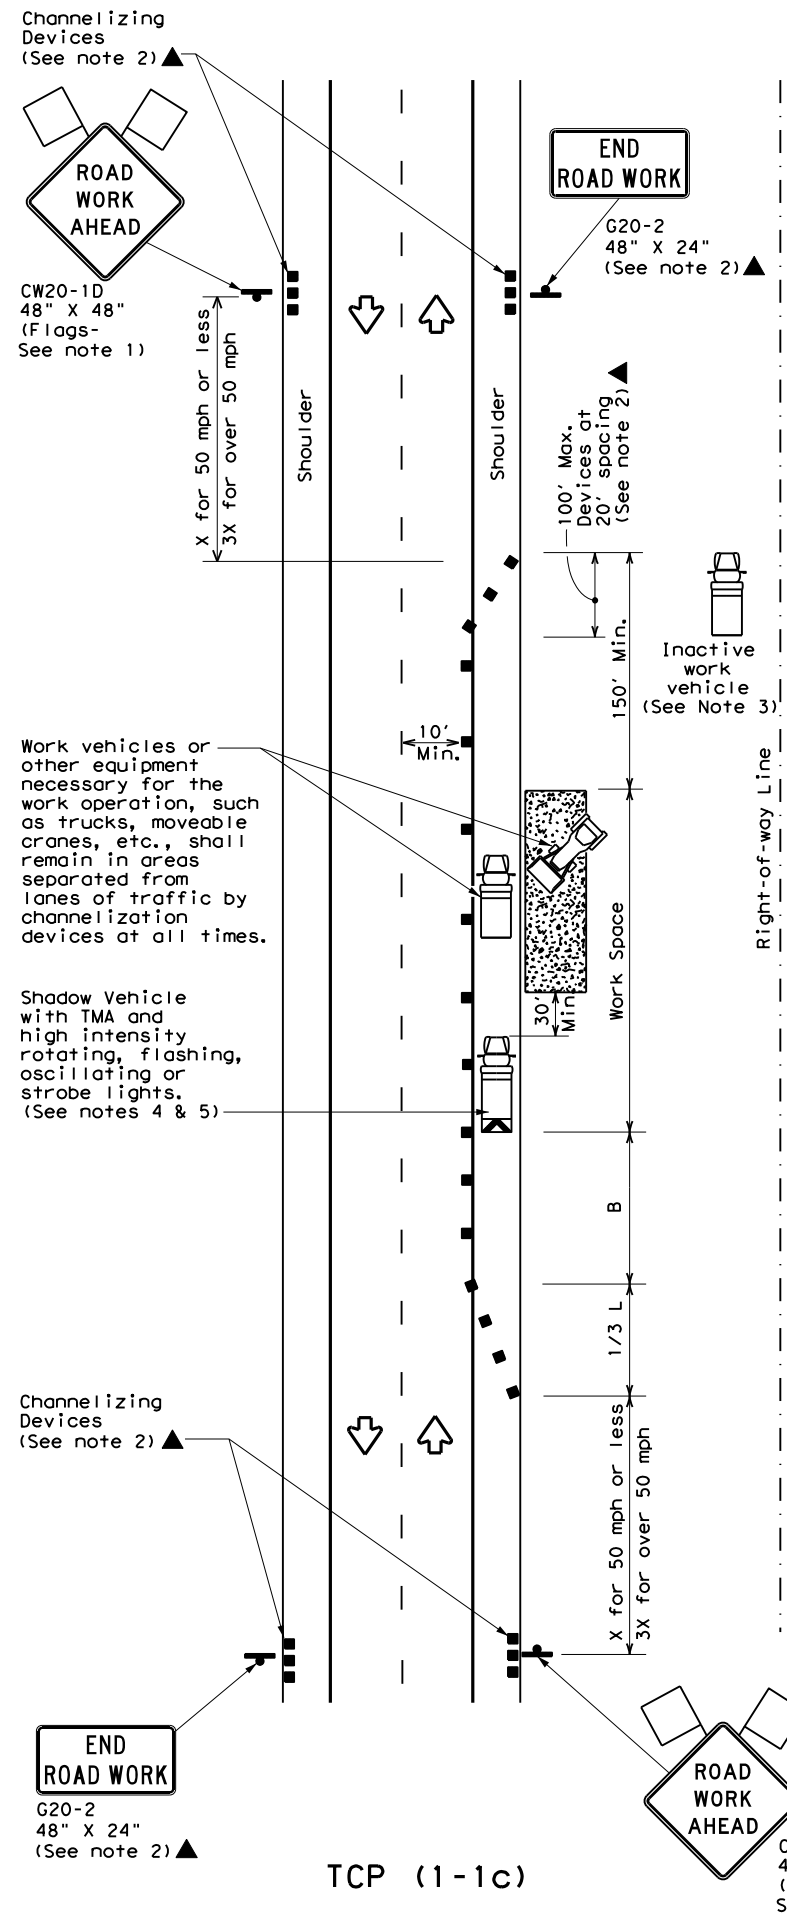 Channelizing
Devices
(See note 2)▲
ROAD
WORK
AHEAD
CW20-1D
48" X 48"
(Flags-
See note 1)
END
ROAD WORK
G20-2
48" X 24"
(See note 2)▲
X for 50 mph or less
3X for over 50 mph
Shoulder
Shoulder
100' Max.
Devices at
20' spacing
(See note 2)▲
150' Min.
Inactive
work
vehicle
(See Note 3)
10'
Min.
Right-of-way Line
Work vehicles or
other equipment
necessary for the
work operation, such
as trucks, moveable
cranes, etc., shall
remain in areas
separated from
lanes of traffic by
channelization
devices at all times.
Work Space
30'
Min.
Shadow Vehicle
with TMA and
high intensity
rotating, flashing,
oscillating or
strobe lights.
(See notes 4 & 5)
B
1/3 L
Channelizing
Devices
(See note 2)▲
X for 50 mph or less
3X for over 50 mph
END
ROAD WORK
G20-2
48" X 24"
(See note 2)▲
ROAD
WORK
AHEAD
TCP (1-1c)